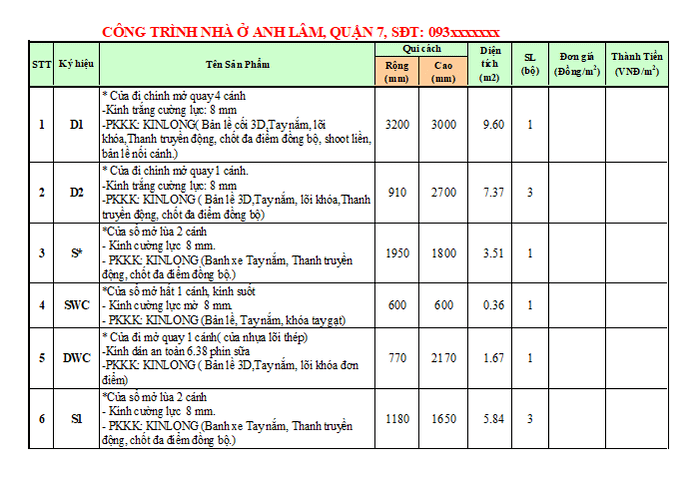 CÔNG TRÌNH NHÀ Ở ANH LÂM, QUẬN 7, SĐT: 093xxxxxxx
STT Ký hiệu Tên Sản Phẩm Qui cách Diện tích (m2) SL (bộ) Đơn giá (Đồng/m²) Thành Tiền (VNĐ/m²)
Rộng (mm) Cao (mm)
1 D1 * Cửa đi chính mở quay 4 cánh
-Kính trắng cường lực: 8 mm
-PKKK: KINLONG( Bản lề cối 3D,Tay nắm, lõi
khóa,Thanh truyền động, chốt đa điểm đồng bộ, shoot liền,
bản lề nối cánh.)
3200 3000 9.60 1
2 D2 * Cửa đi chính mở quay 1 cánh.
-Kính trắng cường lực: 8 mm
-PKKK: KINLONG ( Bản lề 3D,Tay nắm, lõi khóa,Thanh
truyền động, chốt đa điểm đồng bộ)
910 2700 7.37 3
3 S* *Cửa sổ mở lùa 2 cánh
- Kính cường lực 8 mm.
- PKKK: KINLONG (Banh xe Tay nắm, Thanh truyền
động, chốt đa điểm đồng bộ.)
1950 1800 3.51 1
4 SWC *Cửa sổ mở hất 1 cánh, kính suốt
- Kính cường lực mờ 8 mm.
- PKKK: KINLONG (Bản lề, Tay nắm, khóa tay gạt)
600 600 0.36 1
5 DWC * Cửa đi mở quay 1 cánh( cửa nhựa lõi thép)
-Kính dán an toàn 6.38 phin sữa
-PKKK: KINLONG ( Bản lề 3D,Tay nắm, lõi khóa đơn
điểm)
770 2170 1.67 1
6 S1 *Cửa sổ mở lùa 2 cánh
- Kính cường lực 8 mm.
- PKKK: KINLONG (Banh xe Tay nắm, Thanh truyền
động, chốt đa điểm đồng bộ.)
1180 1650 5.84 3